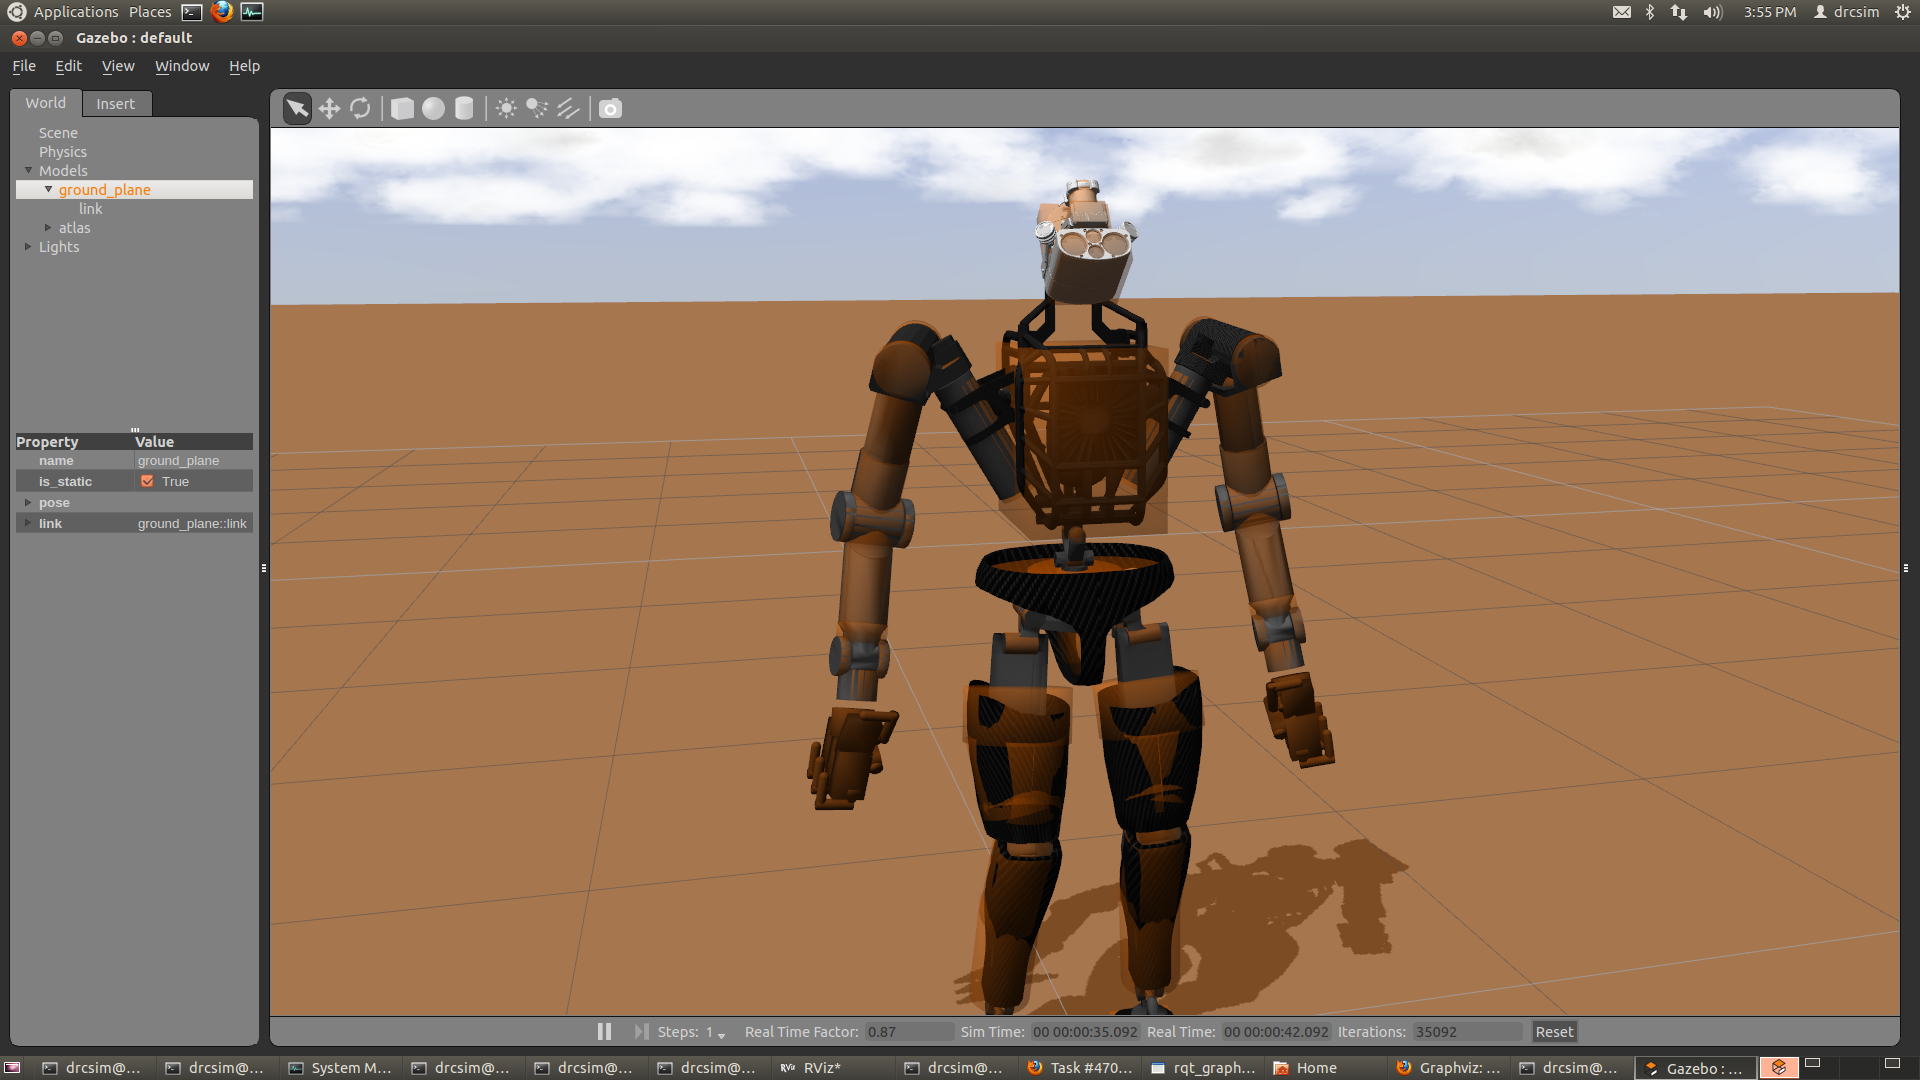 Applications Places 3:55 PM drcsim
Gazebo : default
File Edit View Window Help
World Insert
Scene
Physics
Models
ground_plane
link
atlas
Lights
Property Value
name ground_plane
is_static True
pose
link ground_plane::link
Steps: 1 Real Time Factor: 0.87 Sim Time: 00 00:00:35.092 Real Time: 00 00:00:42.092 Iterations: 35092 Reset
drcsim@... drcsim@... System M... drcsim@... drcsim@... drcsim@... RViz RViz* drcsim@... Task #470... rqt_graph... Home Graphviz: ... drcsim@... Gazebo : ...